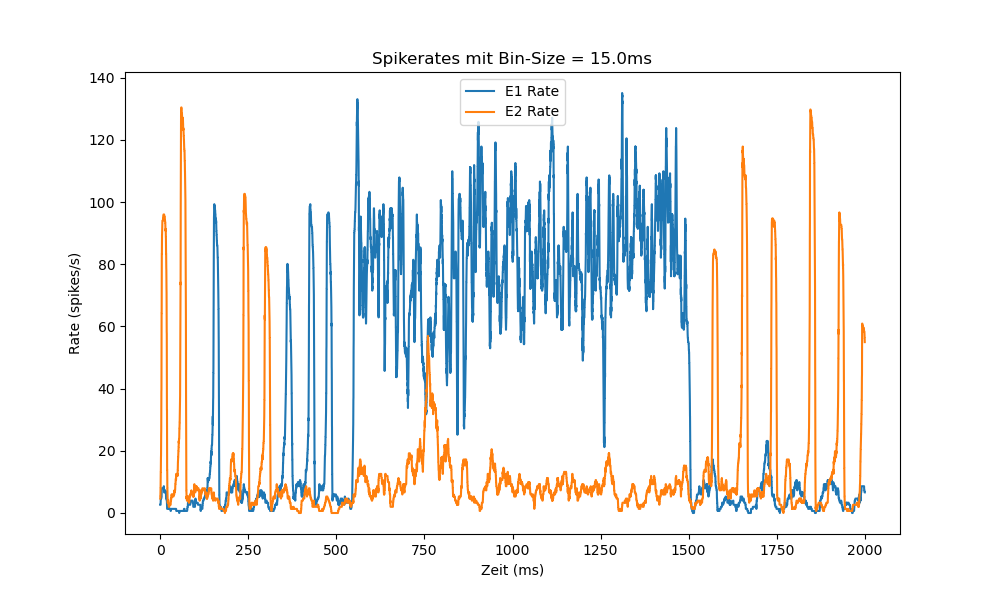 Spikerates mit Bin-Size = 15.0ms
E1 Rate
E2 Rate
Rate (spikes/s)
140
120
100
80
60
40
20
0
0 250 500 750 1000 1250 1500 1750 2000
Zeit (ms)